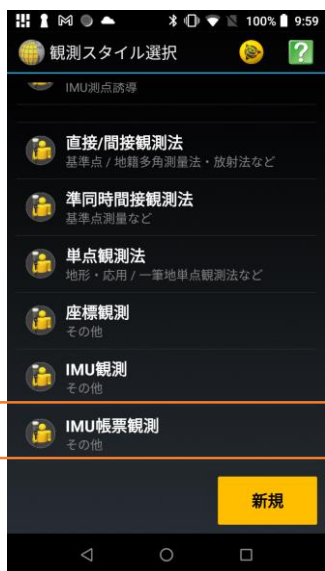 100% 9:59
観測スタイル選択
IMU測点誘導
直接/間接観測法
基準点 / 地籍多角測量法・放射法など
準同時間接観測法
基準点測量など
単点観測法
地形・応用 / 一筆地単点観測法など
座標観測
その他
IMU観測
その他
IMU帳票観測
その他
新規